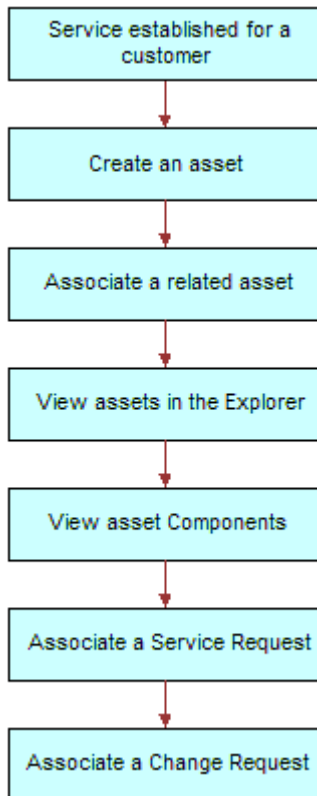 Service established for a
customer
Create an asset
Associate a related asset
View assets in the Explorer
View asset Components
Associate a Service Request
Associate a Change Request